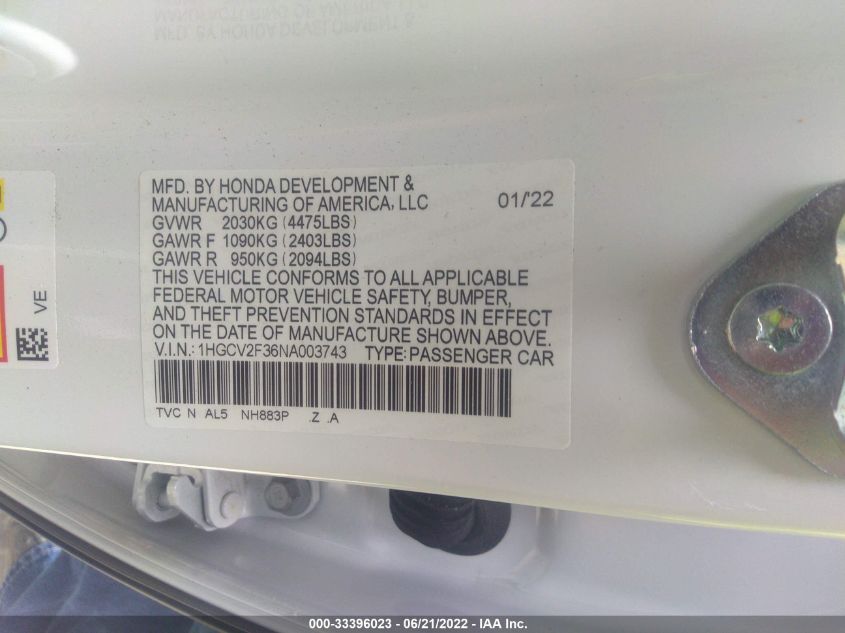 MFD. BY HONDA DEVELOPMENT &
MANUFACTURING OF AMERICA, LLC 01/'22
GVWR 2030KG (4475LBS)
GAWR F 1090KG (2403LBS)
GAWR R 950KG (2094LBS)
THIS VEHICLE CONFORMS TO ALL APPLICABLE
FEDERAL MOTOR VEHICLE SAFETY, BUMPER,
AND THEFT PREVENTION STANDARDS IN EFFECT
ON THE DATE OF MANUFACTURE SHOWN ABOVE.
V.I.N.: 1HGCV2F36NA003743 TYPE: PASSENGER CAR
TVC N AL5 NH883P .Z .A
VE
000-33396023 - 06/21/2022 - IAA Inc.